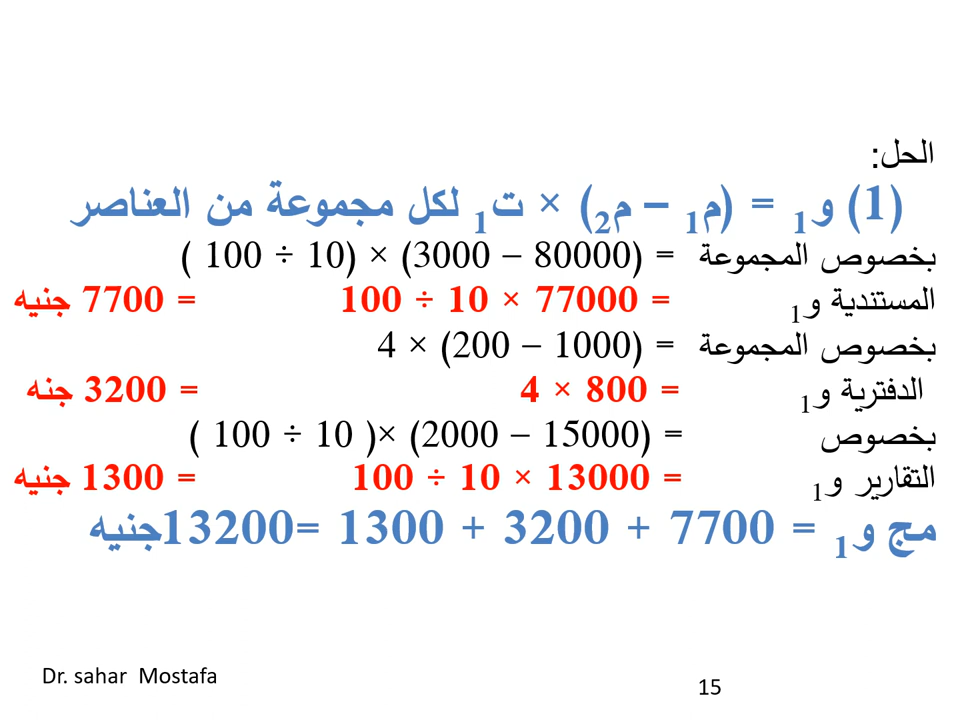 الحل:
(1) و1 = (م1 – م2) × ت1 لكل مجموعة من العناصر
بخصوص المجموعة = (80000 – 3000) × (10 ÷ 100 )
المستندية و1 = 77000 × 10 ÷ 100 = 7700 جنيه
بخصوص المجموعة = (1000 – 200) × 4
الدفترية و1 = 800 × 4 = 3200 جنه
بخصوص = (15000 – 2000) ×( 10 ÷ 100 )
التقارير و1 = 13000 × 10 ÷ 100 = 1300 جنيه
مج و1 = 7700 + 3200 + 1300 =13200جنيه
Dr. sahar Mostafa
15